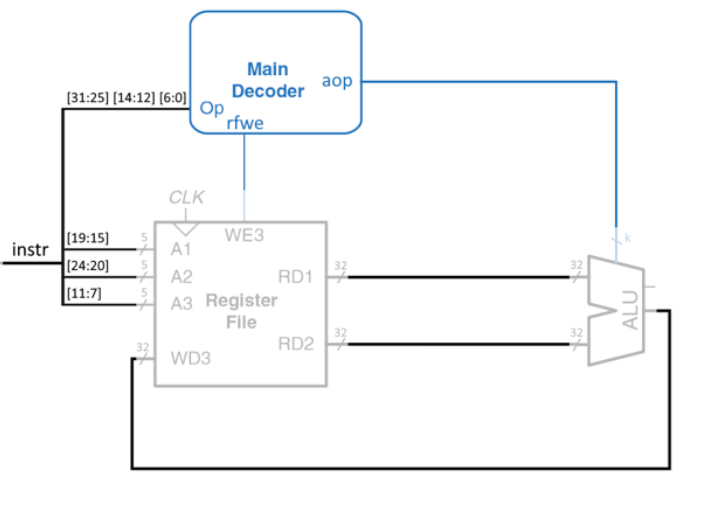 Main
Decoder
aop
[31:25] [14:12] [6:0]
Op
rfwe
CLK
instr
[19:15]
5
A1
WE3
k
[24:20]
5
A2
RD1
32
32
[11:7]
5
A3
Register
File
ALU
32
WD3
RD2
32
32